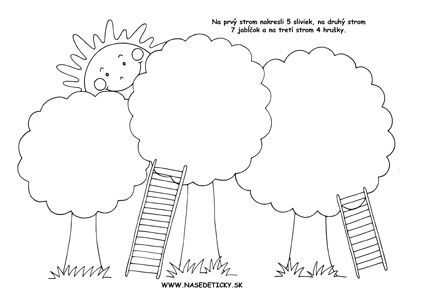 Na prvý strom nakresli 5 sliviek, na druhý strom
7 jabĺčok a na tretí strom 4 hrušky.
WWW.NASEDETICKY.SK